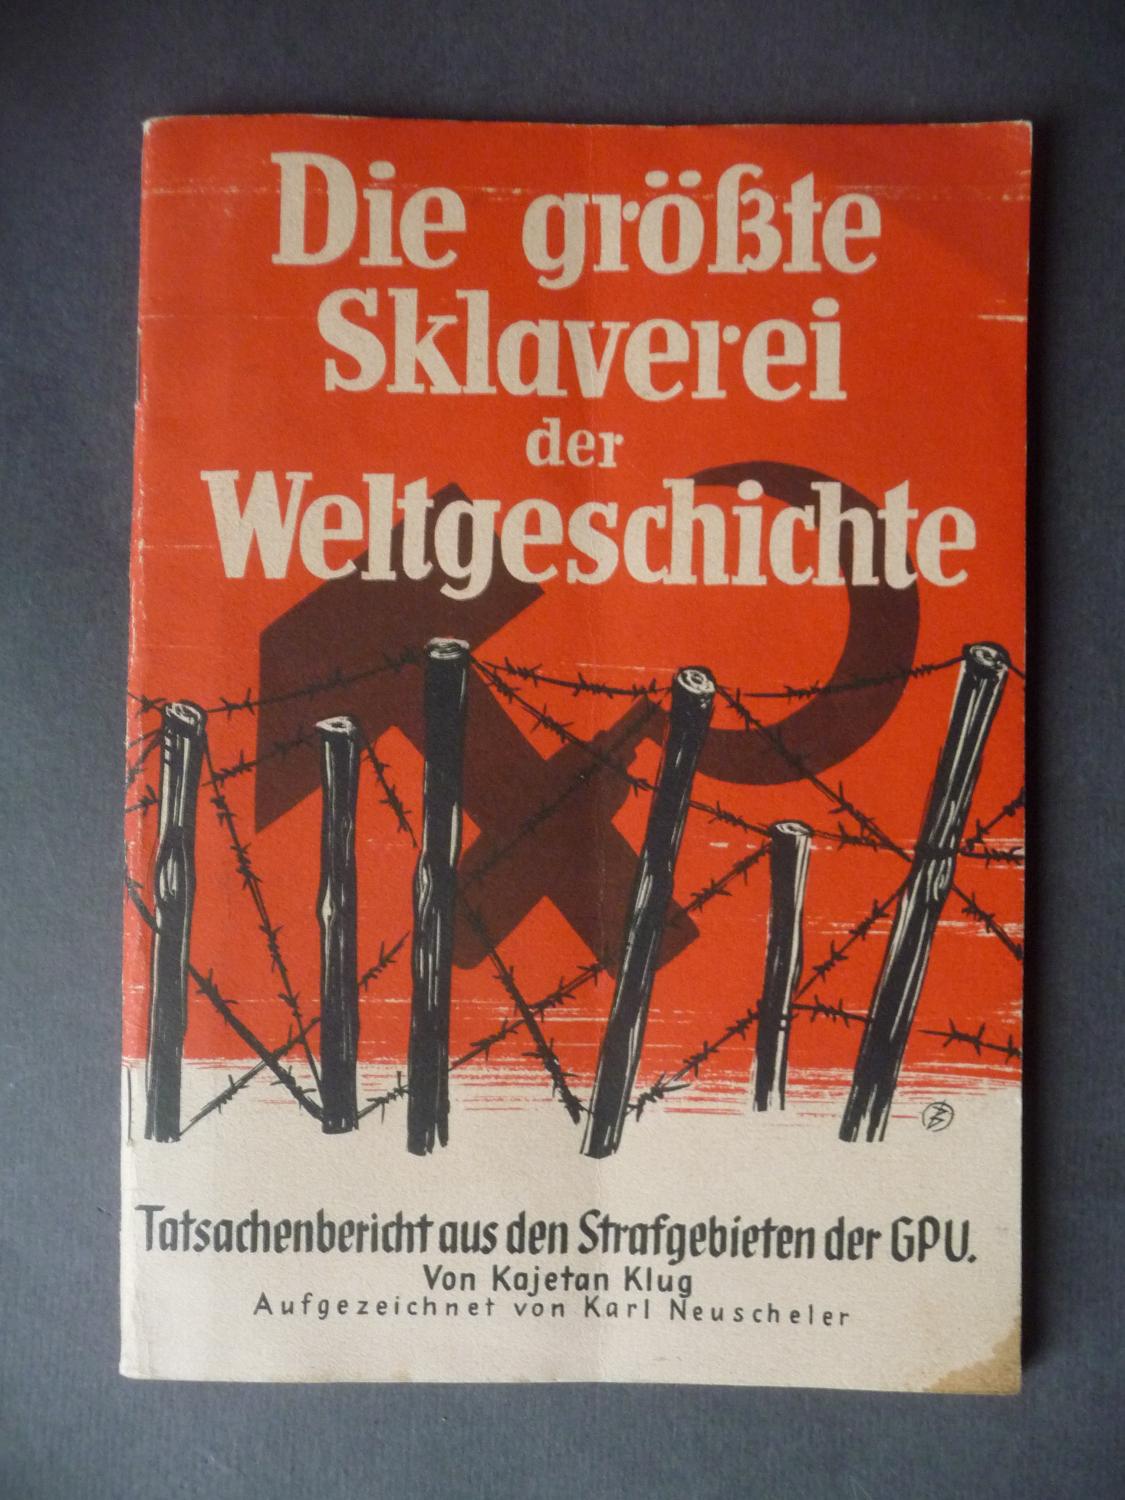 Die größte
Sklaverei
der
Weltgeschichte
Tatsachenbericht aus den Strafgebieten der GPU.
Von Kajetan Klug
Aufgezeichnet von Karl Neuscheler